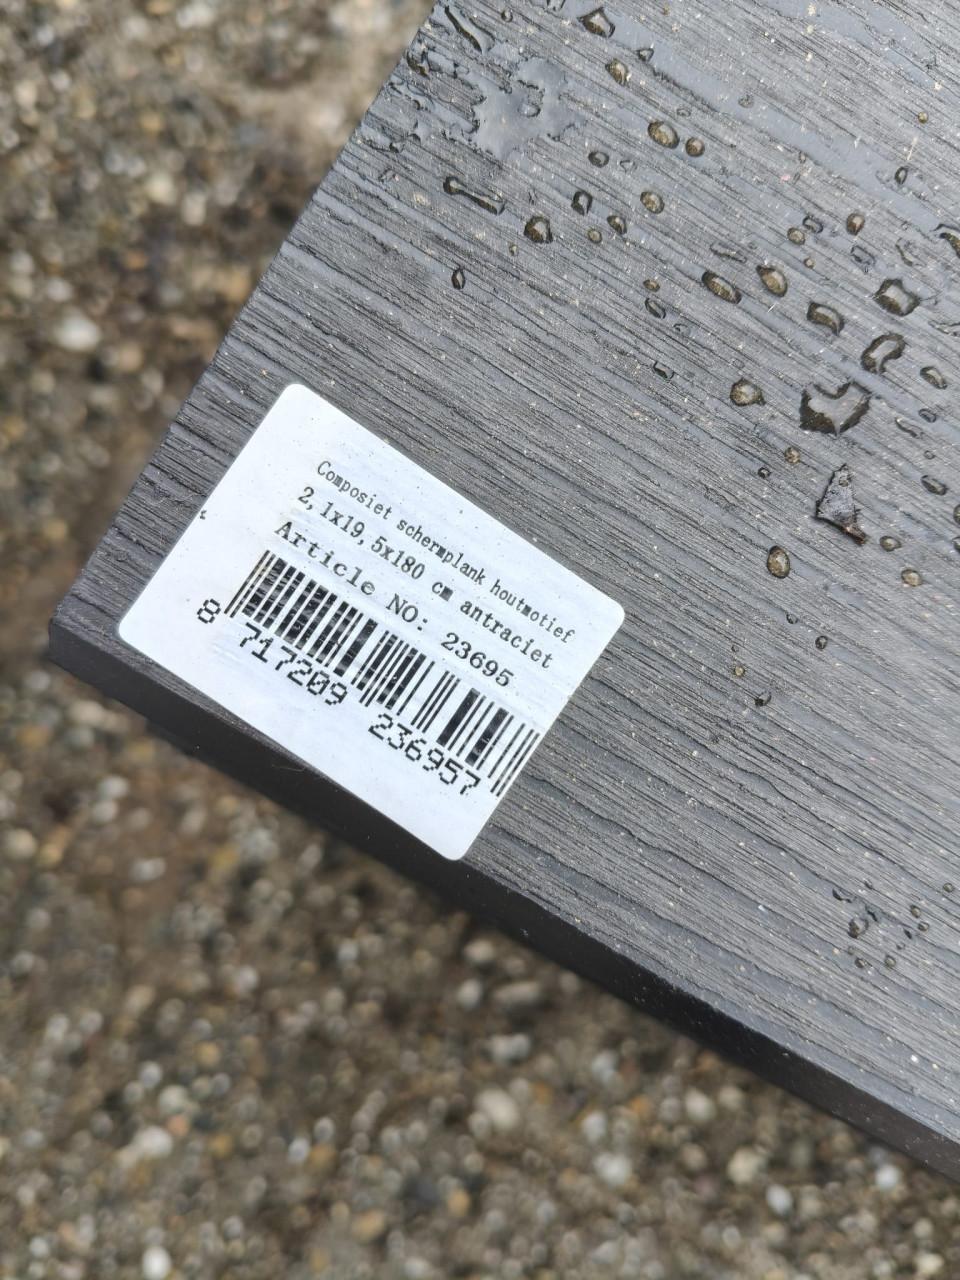 Composiet schermplank houtmotief
2,1x19,5x180 cm antraciet
Article NO: 23695
8 717209 236957